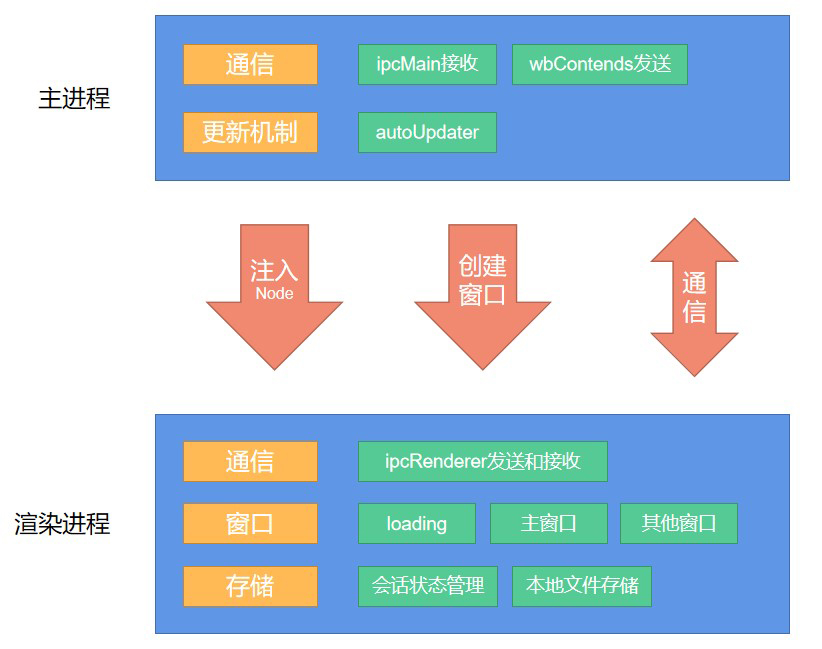 主进程
通信
ipcMain接收
wbContends发送
更新机制
autoUpdater
注入
Node
创建
窗口
通
信
渲染进程
通信
ipcRenderer发送和接收
窗口
loading
主窗口
其他窗口
存储
会话状态管理
本地文件存储